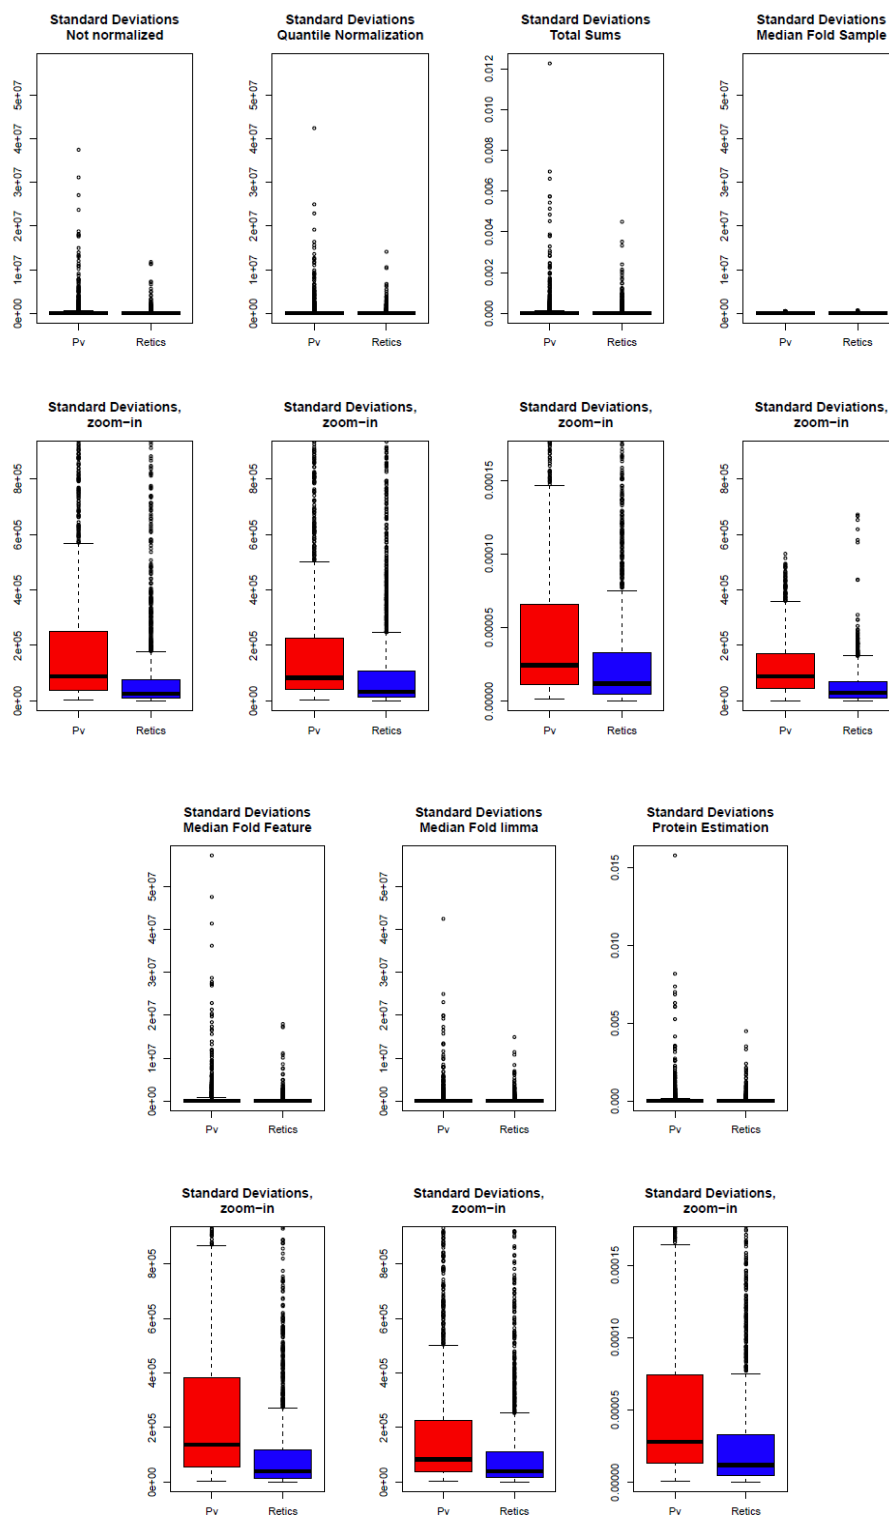 Standard Deviations
Not normalized
Standard Deviations
Quantile Normalization
Standard Deviations
Total Sums
Standard Deviations
Median Fold Sample
5e+07
4e+07
3e+07
2e+07
1e+07
0e+00
Pv Retics
5e+07
4e+07
3e+07
2e+07
1e+07
0e+00
Pv Retics
0.012
0.010
0.008
0.006
0.004
0.002
0.000
Pv Retics
5e+07
4e+07
3e+07
2e+07
1e+07
0e+00
Pv Retics
Standard Deviations,
zoom−in
Standard Deviations,
zoom−in
Standard Deviations,
zoom−in
Standard Deviations,
zoom−in
8e+05
6e+05
4e+05
2e+05
0e+00
Pv Retics
8e+05
6e+05
4e+05
2e+05
0e+00
Pv Retics
0.00015
0.00010
0.00005
0.00000
Pv Retics
8e+05
6e+05
4e+05
2e+05
0e+00
Pv Retics
Standard Deviations
Median Fold Feature
Standard Deviations
Median Fold limma
Standard Deviations
Protein Estimation
5e+07
4e+07
3e+07
2e+07
1e+07
0e+00
Pv Retics
5e+07
4e+07
3e+07
2e+07
1e+07
0e+00
Pv Retics
0.015
0.010
0.005
0.000
Pv Retics
Standard Deviations,
zoom−in
Standard Deviations,
zoom−in
Standard Deviations,
zoom−in
8e+05
6e+05
4e+05
2e+05
0e+00
Pv Retics
8e+05
6e+05
4e+05
2e+05
0e+00
Pv Retics
0.00015
0.00010
0.00005
0.00000
Pv Retics